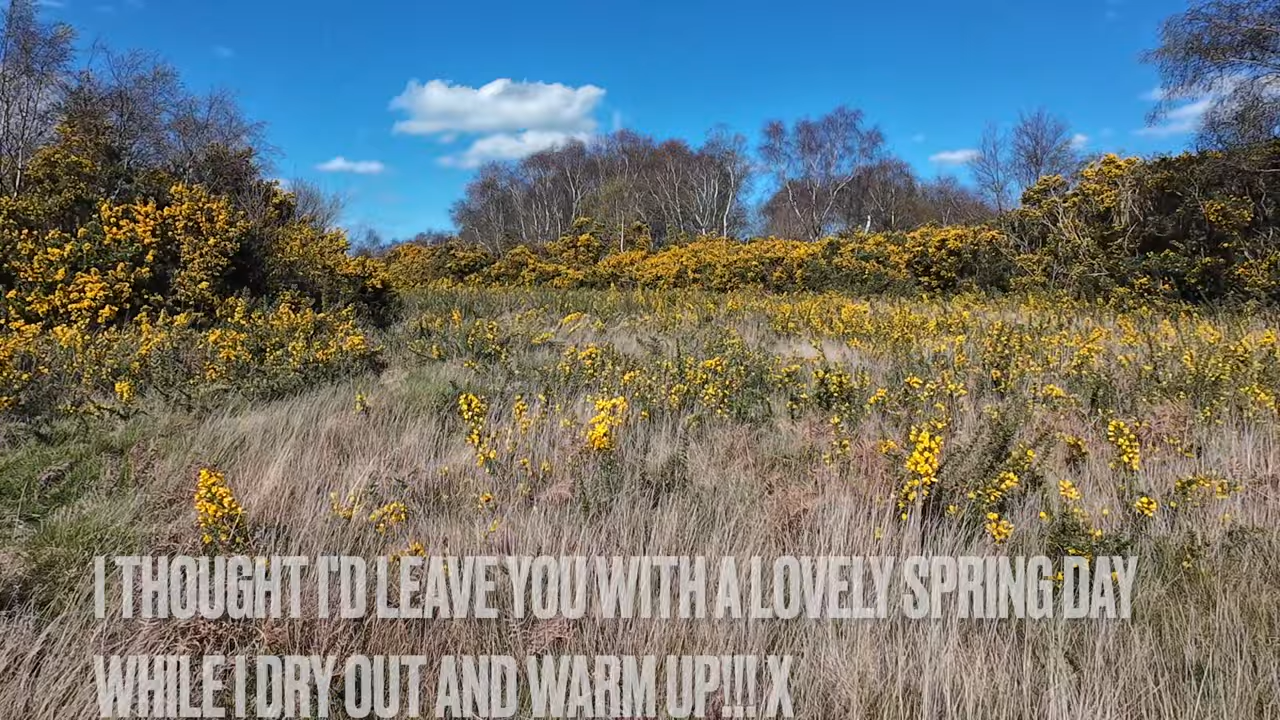 I THOUGHT I'D LEAVE YOU WITH A LOVELY SPRING DAY
WHILE I DRY OUT AND WARM UP!!! X